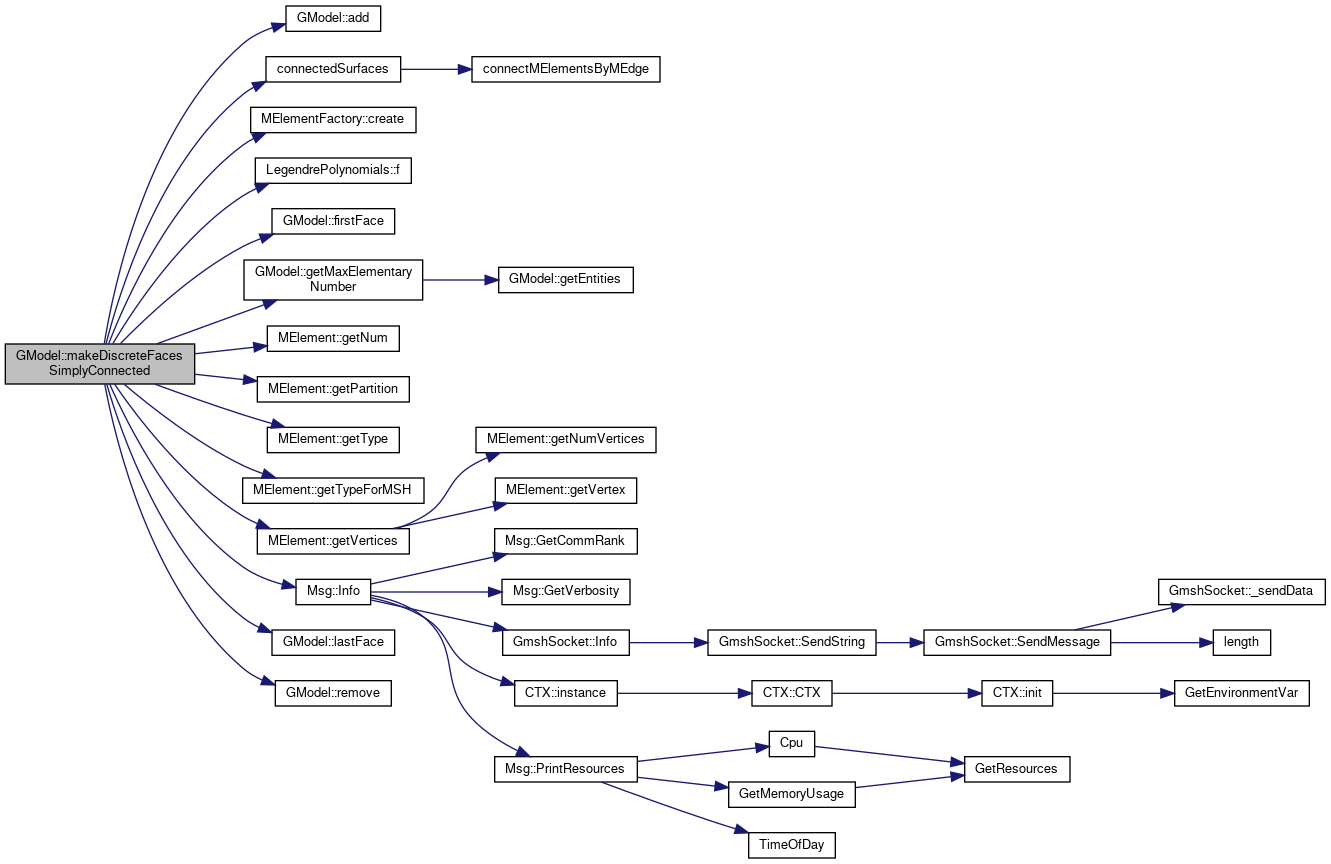 GModel::makeDiscreteFaces
SimplyConnected
GModel::add
connectedSurfaces
connectMElementsByMEdge
MElementFactory::create
LegendrePolynomials::f
GModel::firstFace
GModel::getMaxElementary
Number
GModel::getEntities
MElement::getNum
MElement::getPartition
MElement::getType
MElement::getTypeForMSH
MElement::getVertices
MElement::getNumVertices
MElement::getVertex
Msg::Info
Msg::GetCommRank
Msg::GetVerbosity
GmshSocket::Info
GmshSocket::SendString
GmshSocket::SendMessage
GmshSocket::_sendData
length
CTX::instance
CTX::CTX
CTX::init
GetEnvironmentVar
Msg::PrintResources
Cpu
GetMemoryUsage
GetResources
TimeOfDay
GModel::lastFace
GModel::remove